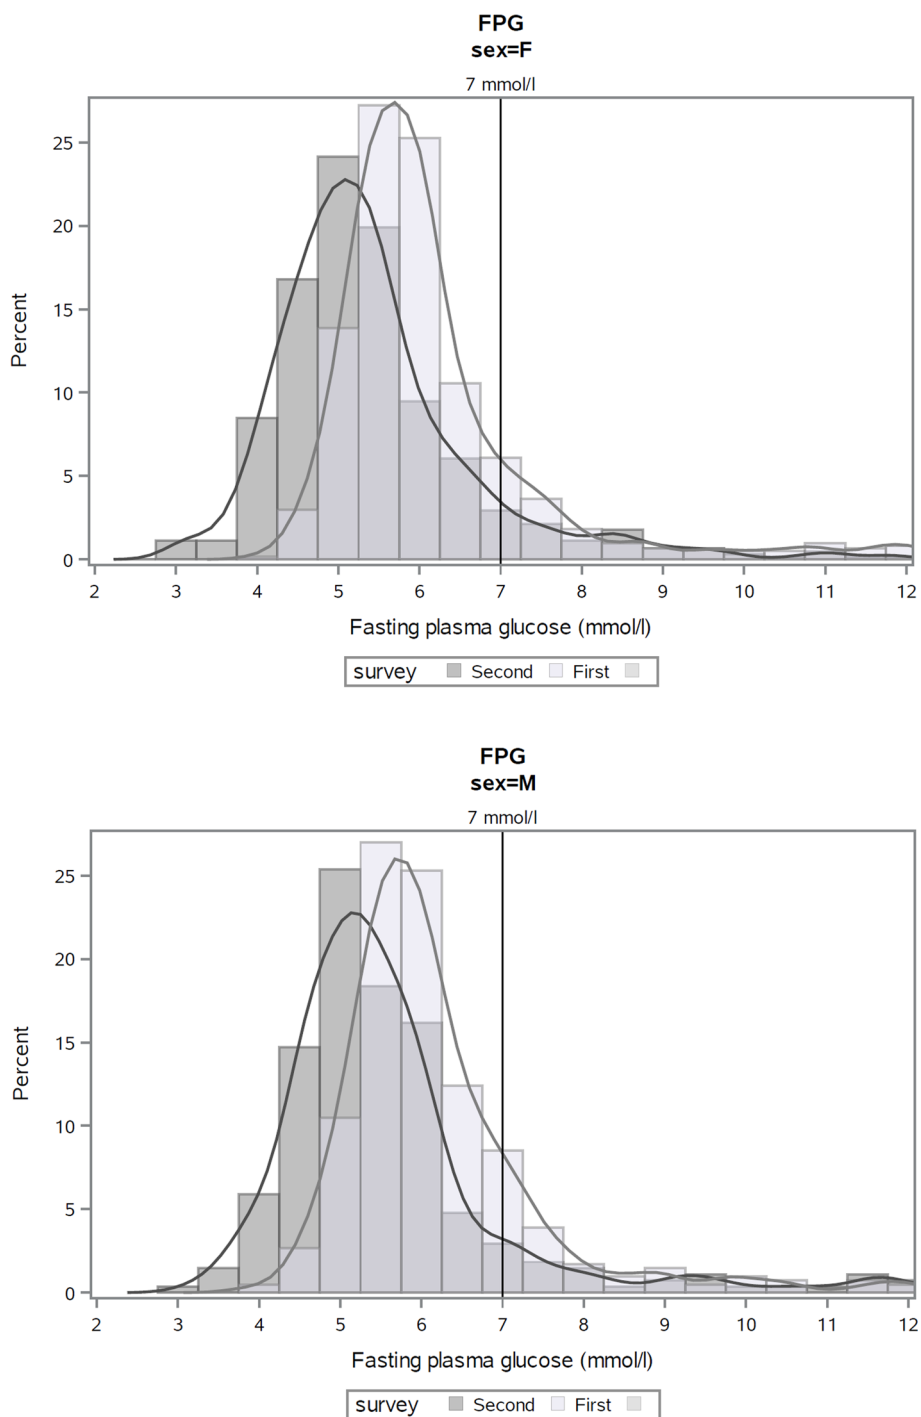 FPG
sex=F
7 mmol/l
25
20
15
10
5
0
Percent
2 3 4 5 6 7 8 9 10 11 12
Fasting plasma glucose (mmol/l)
survey Second First
FPG
sex=M
7 mmol/l
25
20
15
10
5
0
Percent
2 3 4 5 6 7 8 9 10 11 12
Fasting plasma glucose (mmol/l)
survey Second First